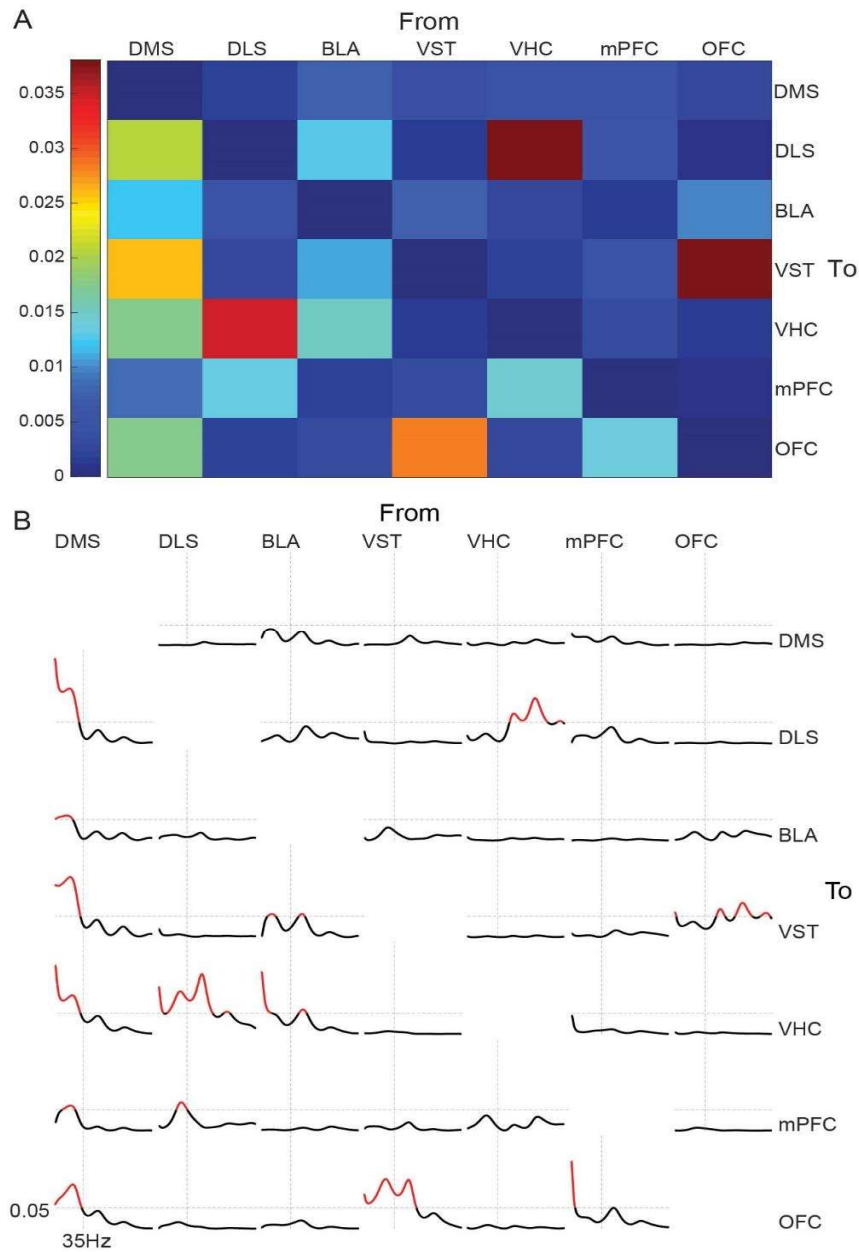 A
From
DMS DLS BLA VST VHC mPFC OFC
0.035
0.03
0.025
0.02
0.015
0.01
0.005
0
DMS
DLS
BLA
VST To
VHC
mPFC
OFC
B
From
DMS DLS BLA VST VHC mPFC OFC
DMS
DLS
BLA
To
VST
VHC
mPFC
0.05
OFC
35Hz